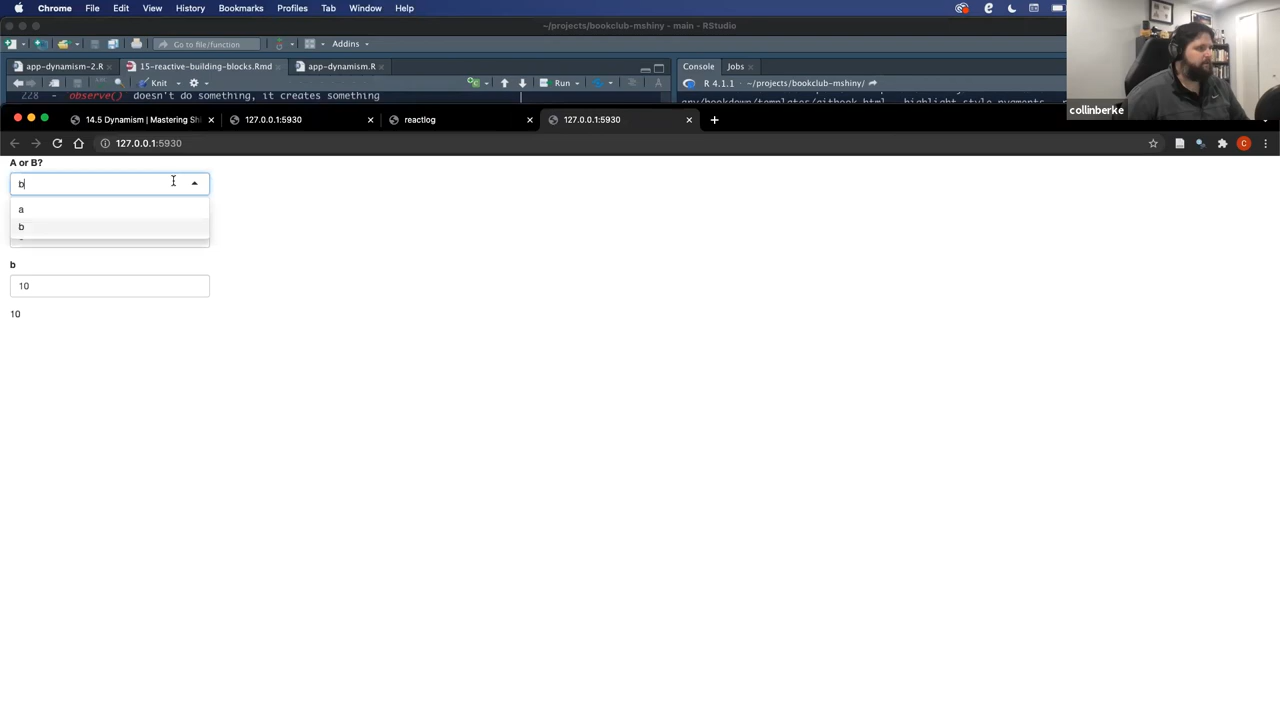 Chrome File Edit View History Bookmarks Profiles Tab Window Help
~/projects/bookclub-mshiny - main - RStudio
Go to file/function Addins
app-dynamism-2.R 15-reactive-building-blocks.Rmd app-dynamism.R Console Jobs
Knit Run R 4.1.1 · ~/projects/bookclub-mshiny/
228 - observe() doesn't do something, it creates something
collinberke
14.5 Dynamism | Mastering Shi 127.0.0.1:5930 reactlog 127.0.0.1:5930
127.0.0.1:5930 C
A or B?
b
a
b
b
10
10